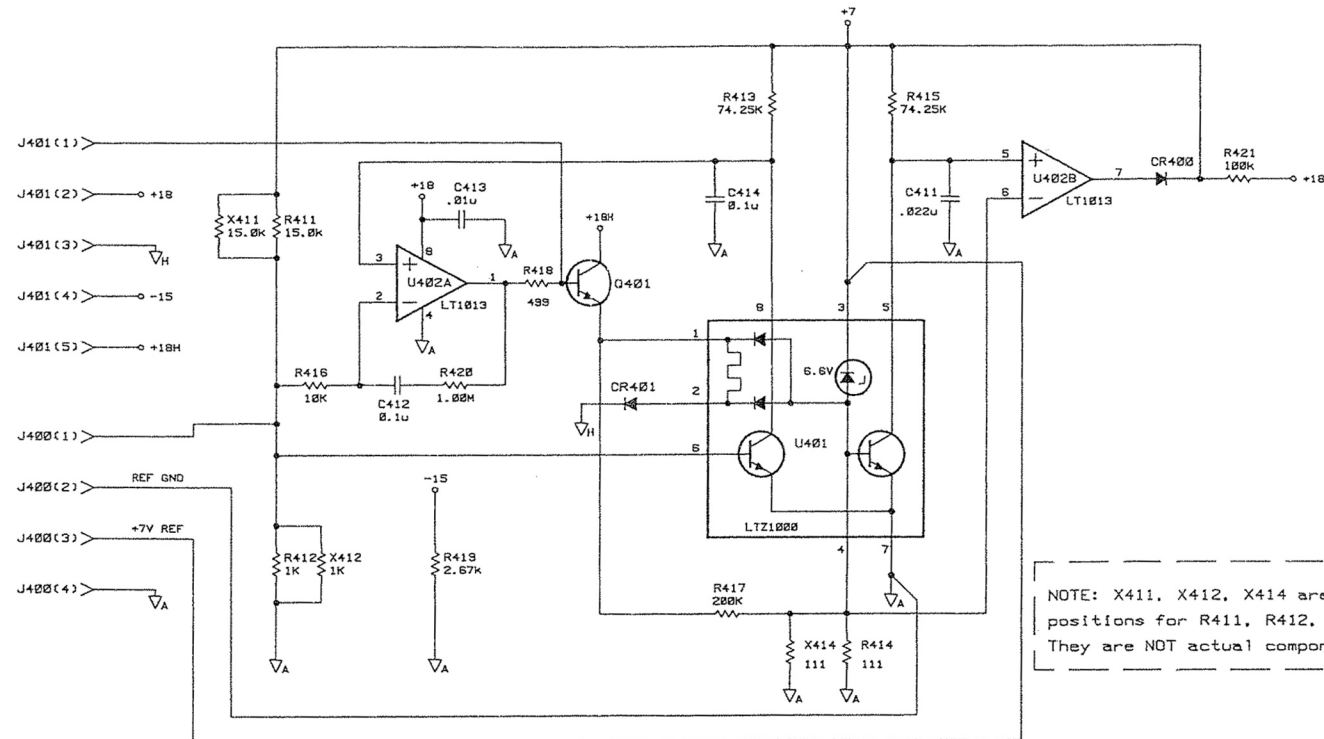 +7
R413
74.25K
R415
74.25K
J401(1)
J401(2) +18
X411
15.0k
R411
15.0k
J401(3) H
J401(4) -15
J401(5) +18H
+18
C413
.01u
A
8
3
+
U402A
1
2
-
LT1013
4
A
R418
499
+18H
Q401
C414
0.1u
A
C411
.022u
A
5
+
U402B
7
6
-
LT1013
CR400
R421
100k
+18
R416
10K
C412
0.1u
R420
1.00M
CR401
H
8
3
5
1
2
6.6V
6
U401
LTZ1000
4
7
A
J400(1)
J400(2) REF GND
J400(3) +7V REF
J400(4) A
R412
1K
X412
1K
A
-15
R419
2.67k
A
R417
200K
X414
111
A
R414
111
A
NOTE: X411, X412, X414 are
positions for R411, R412,
They are NOT actual compor